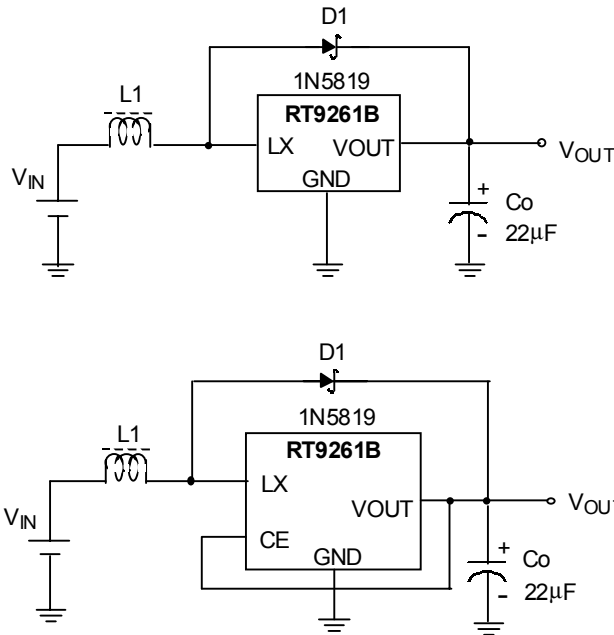 D1
1N5819
L1
RT9261B
LX
VOUT
GND
VIN
VOUT
+
Co
-
22μF
D1
1N5819
L1
RT9261B
LX
VOUT
VIN
CE
GND
VOUT
+
Co
-
22μF